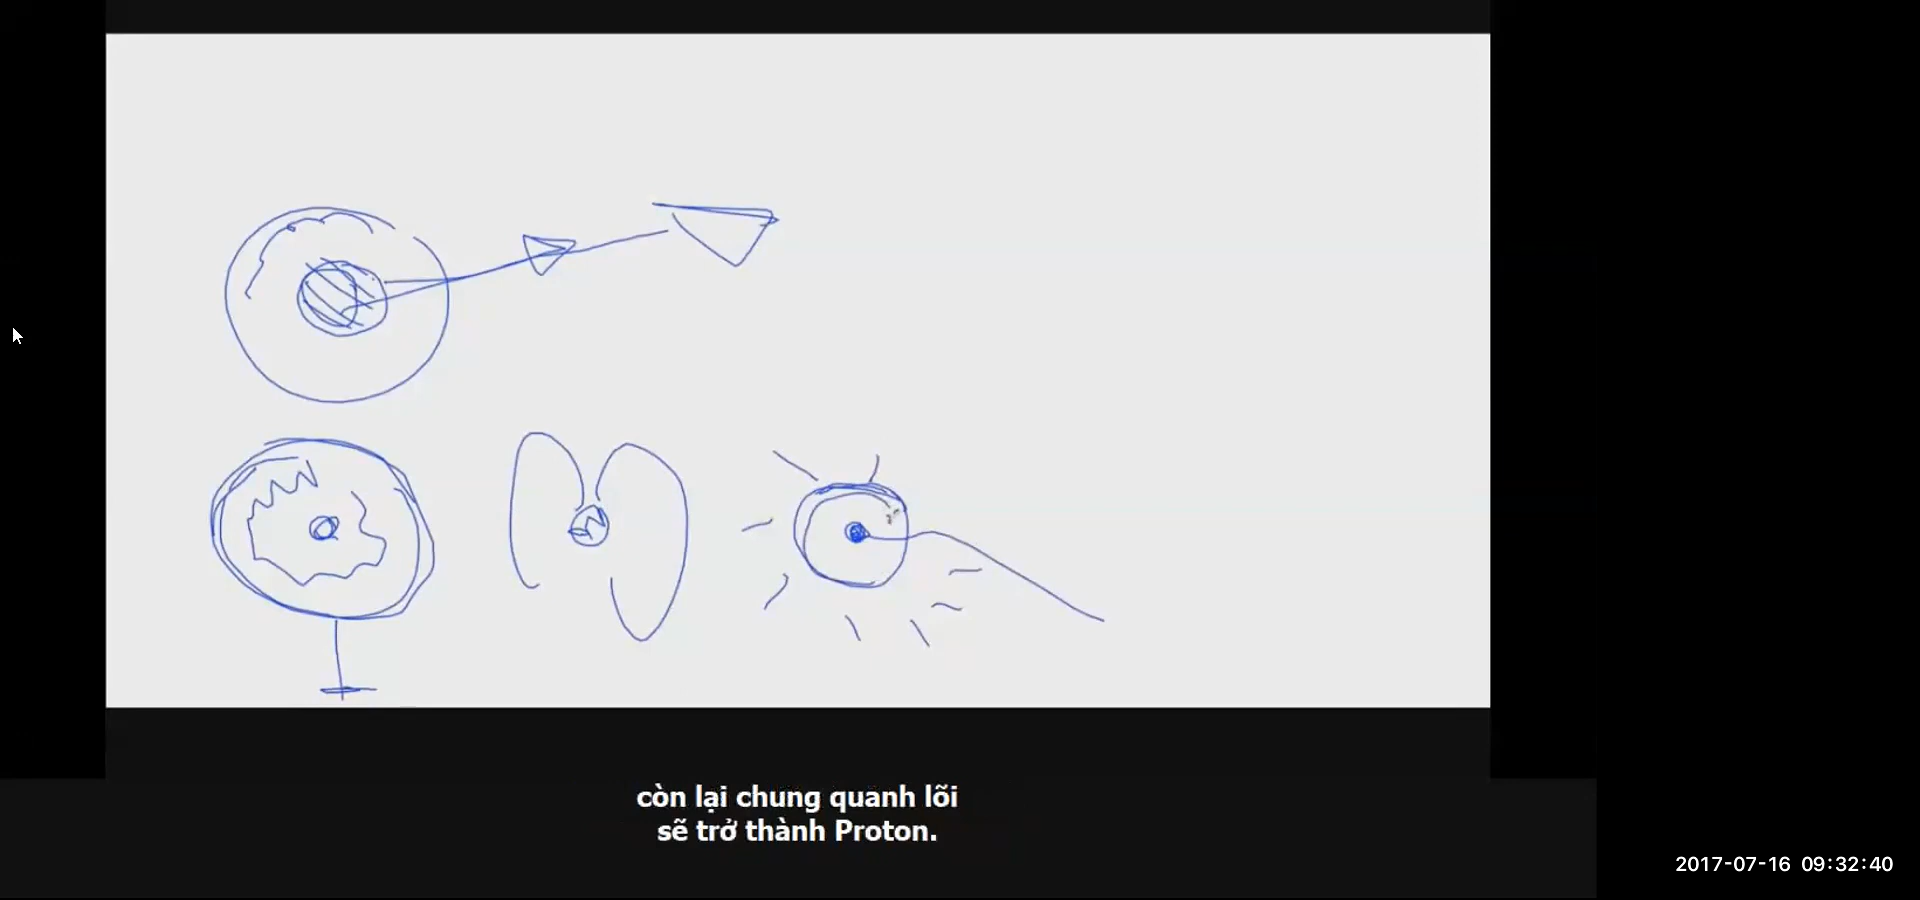 còn lại chung quanh lõi
sẽ trở thành Proton.
2017-07-16 09:32:40